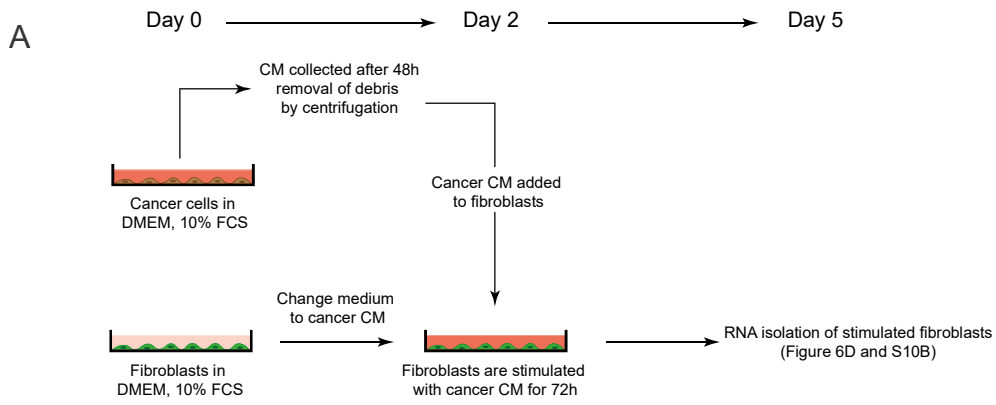 Day 0
Day 2
Day 5
A
CM collected after 48h
removal of debris
by centrifugation
Cancer cells in
DMEM, 10% FCS
Cancer CM added
to fibroblasts
Change medium
to cancer CM
Fibroblasts in
DMEM, 10% FCS
Fibroblasts are stimulated
with cancer CM for 72h
RNA isolation of stimulated fibroblasts
(Figure 6D and S10B)